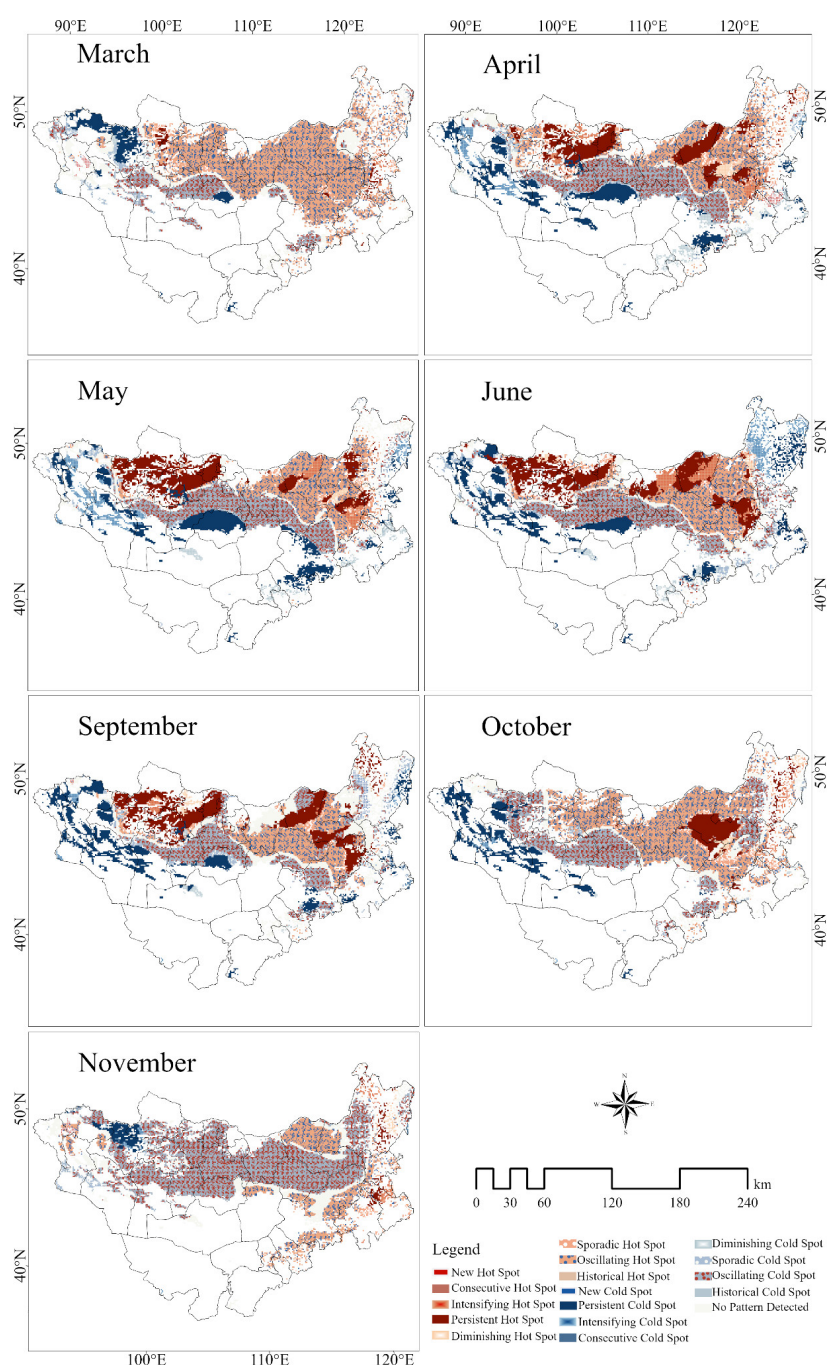 90°E 100°E 110°E 120°E 90°E 100°E 110°E 120°E
March April
50°N 50°N
40°N 40°N
May June
50°N 50°N
40°N 40°N
September October
50°N 50°N
40°N 40°N
November
50°N
40°N
100°E 110°E 120°E
N
W E
S
km
0 30 60 120 180 240
Legend
New Hot Spot
Consecutive Hot Spot
Intensifying Hot Spot
Persistent Hot Spot
Diminishing Hot Spot
Sporadic Hot Spot
Oscillating Hot Spot
Historical Hot Spot
New Cold Spot
Persistent Cold Spot
Intensifying Cold Spot
Consecutive Cold Spot
Diminishing Cold Spot
Sporadic Cold Spot
Oscillating Cold Spot
Historical Cold Spot
No Pattern Detected